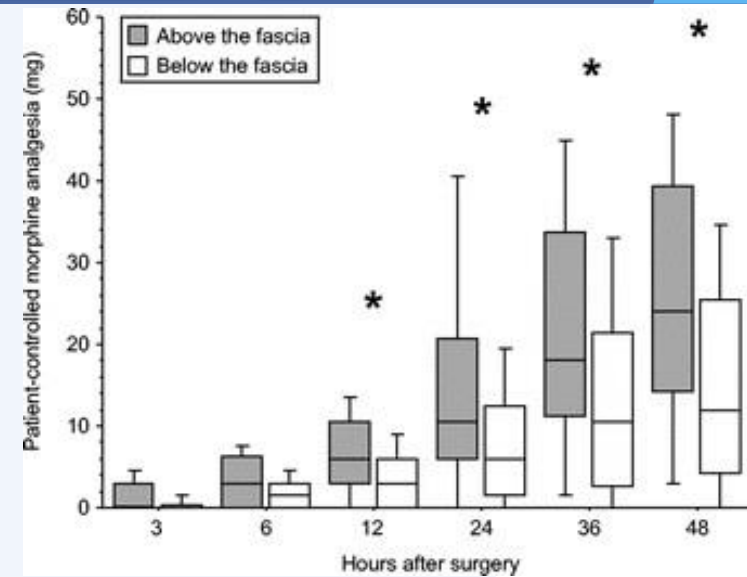 60
Above the fascia
Below the fascia
*
*
50
*
40
30
*
20
10
0
Patient-controlled morphine analgesia (mg)
3 6 12 24 36 48
Hours after surgery